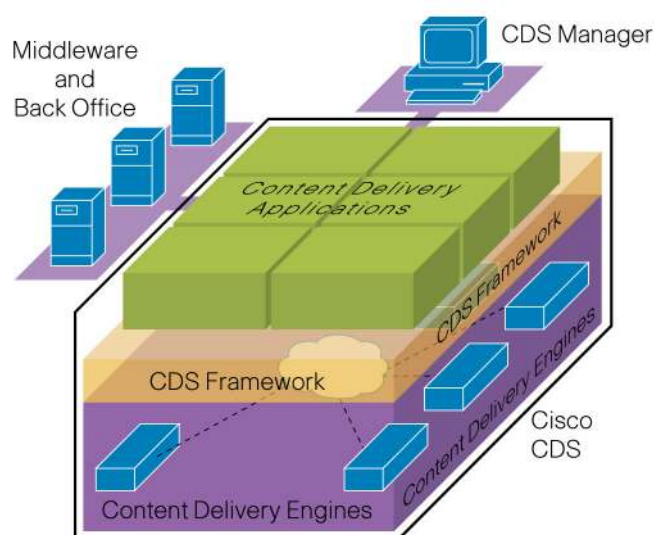 Middleware
and
Back Office
CDS Manager
Content Delivery
Applications
CDS Framework
CDS Framework
Content Delivery Engines
Content Delivery Engines
Cisco
CDS